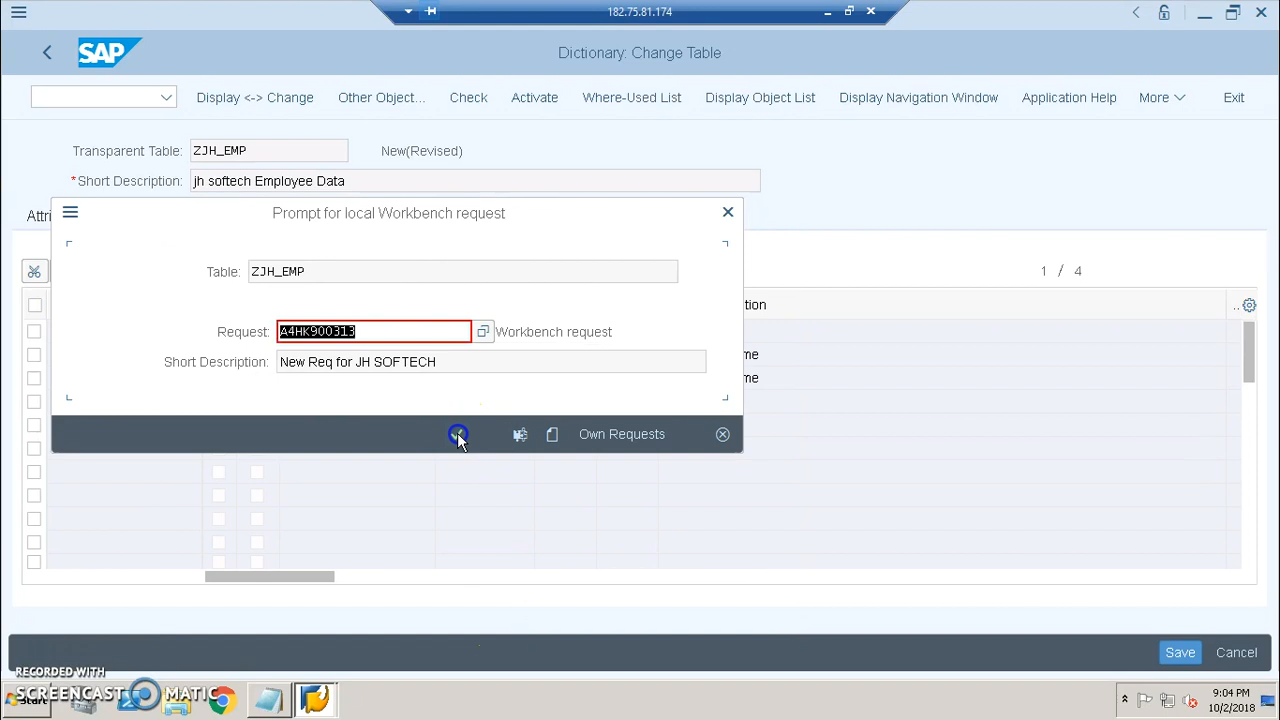 182.75.81.174
SAP
Dictionary: Change Table
Display <-> Change
Other Object...
Check
Activate
Where-Used List
Display Object List
Display Navigation Window
Application Help
More
Exit
Transparent Table:
ZJH_EMP
New(Revised)
*Short Description:
jh softech Employee Data
Attri
Prompt for local Workbench request
Table:
ZJH_EMP
1 / 4
tion
Request:
A4HK900313
Workbench request
me
Short Description:
New Req for JH SOFTECH
me
Own Requests
Save
Cancel
RECORDED WITH
SCREENCAST MATIC
Start
9:04 PM
10/2/2018